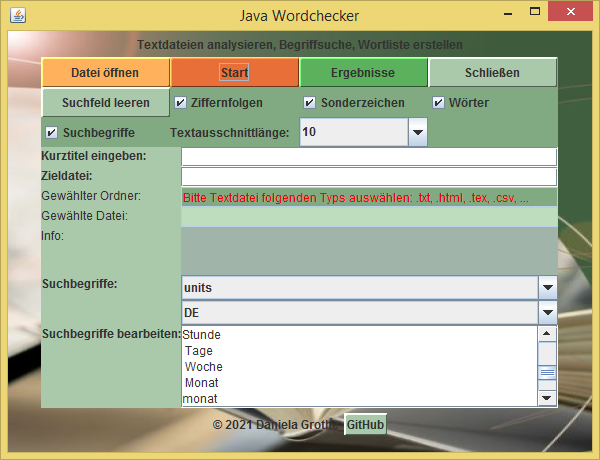 Java Wordchecker
Textdateien analysieren, Begriffsuche, Wortliste erstellen
Datei öffnen Start Ergebnisse Schließen
Suchfeld leeren Ziffernfolgen Sonderzeichen Wörter
Suchbegriffe Textausschnittlänge: 10
Kurztitel eingeben:
Zieldatei:
Gewählter Ordner: Bitte Textdatei folgenden Typs auswählen: .txt, .html, .tex, .csv, ...
Gewählte Datei:
Info:
Suchbegriffe: units
DE
Suchbegriffe bearbeiten: Stunde
Tage
Woche
Monat
monat
© 2021 Daniela Groth GitHub